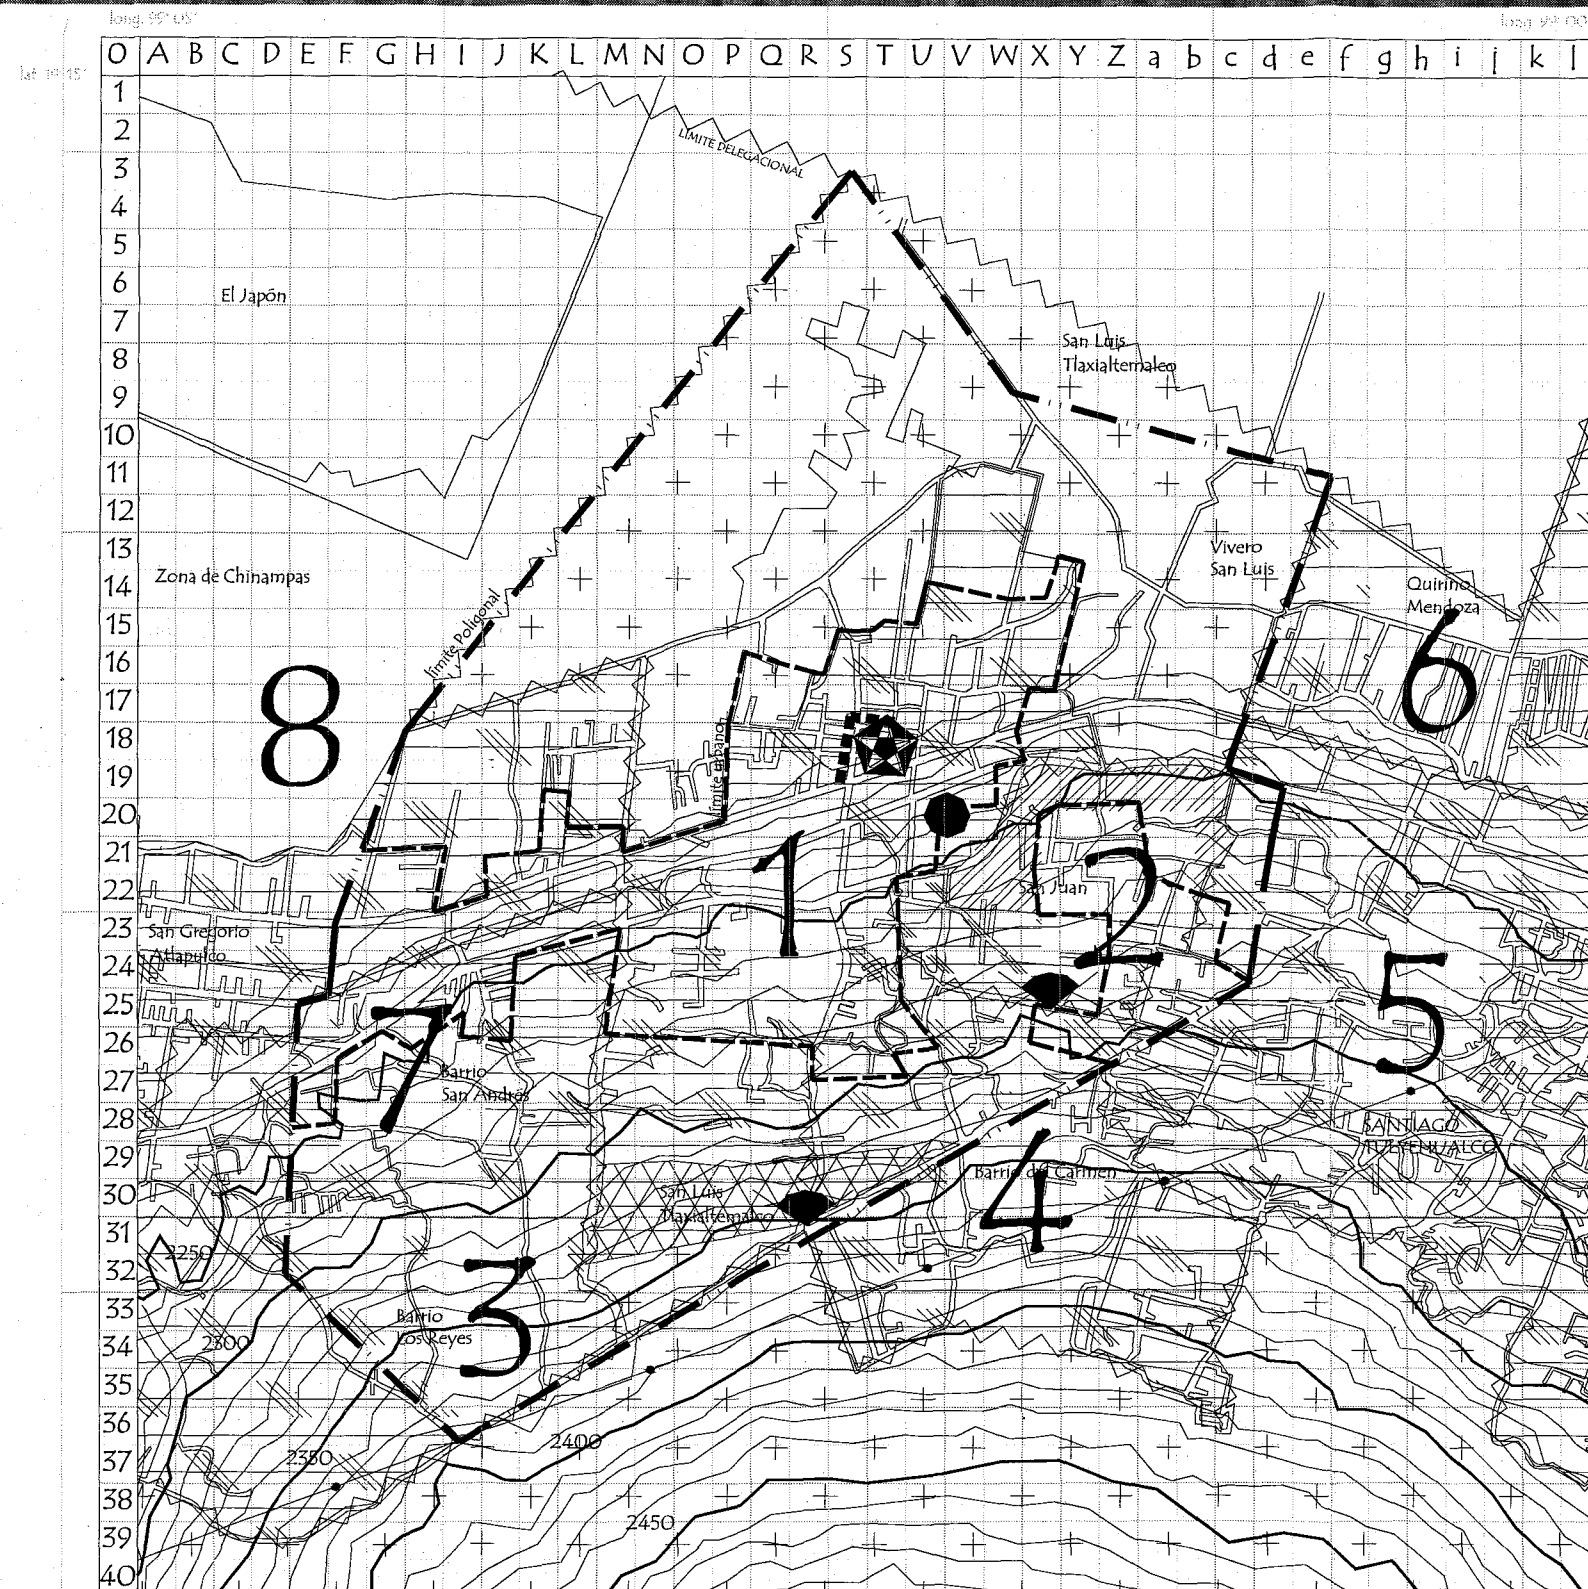 long. 99° 05'
long. 99° 00'
lat. 19° 15'
O A B C D E F G H I J K L M N O P Q R S T U V W X Y Z a b c d e f g h i j k l
1
2
3
4
5
6
7
8
9
10
11
12
13
14
15
16
17
18
19
20
21
22
23
24
25
26
27
28
29
30
31
32
33
34
35
36
37
38
39
40
LIMITE DELEGACIONAL
El Japón
San Luis
Tlaxialtemalco
Vivero
San Luis
Zona de Chinampas
Quirino
Mendoza
límite Poligonal
límite urbano
8
6
1
2
San Juan
San Gregorio
Atlapulco
7
5
Barrio
San Andrés
SANTIAGO
TULYEHUALCO
4
Barrio del Carmen
San Luis
Tlaxialtemalco
3
Barrio
Los Reyes
2250
2300
2350
2400
2450